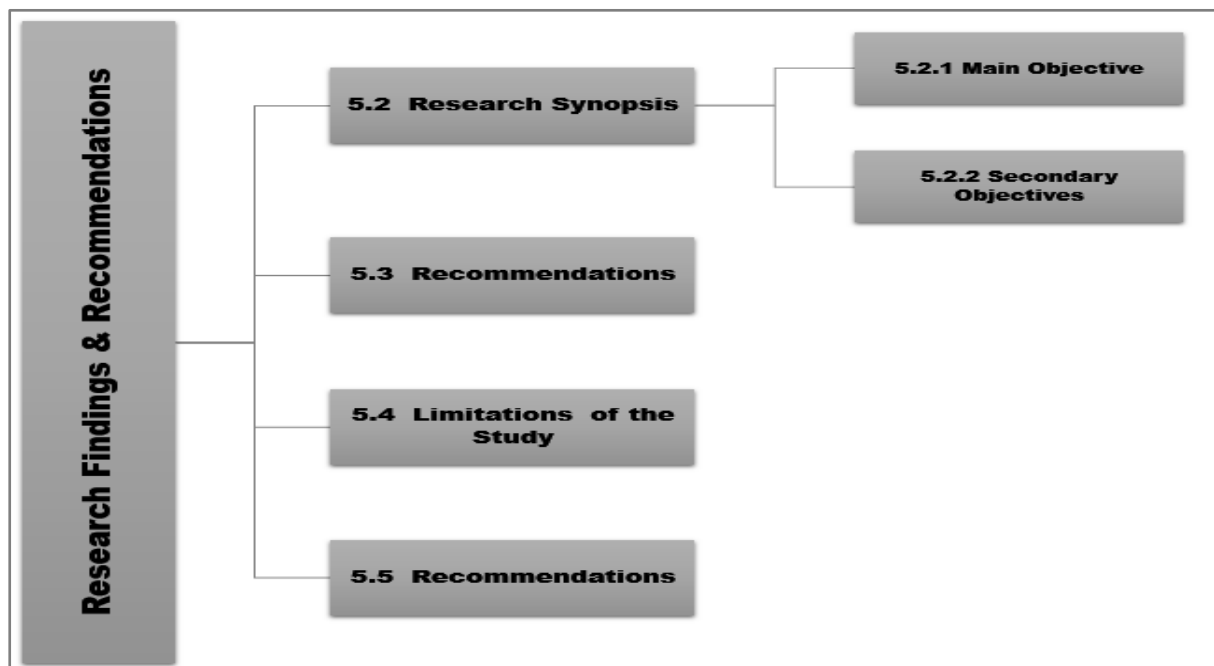 Research Findings & Recommendations
5.2 Research Synopsis
5.2.1 Main Objective
5.2.2 Secondary
Objectives
5.3 Recommendations
5.4 Limitations of the
Study
5.5 Recommendations